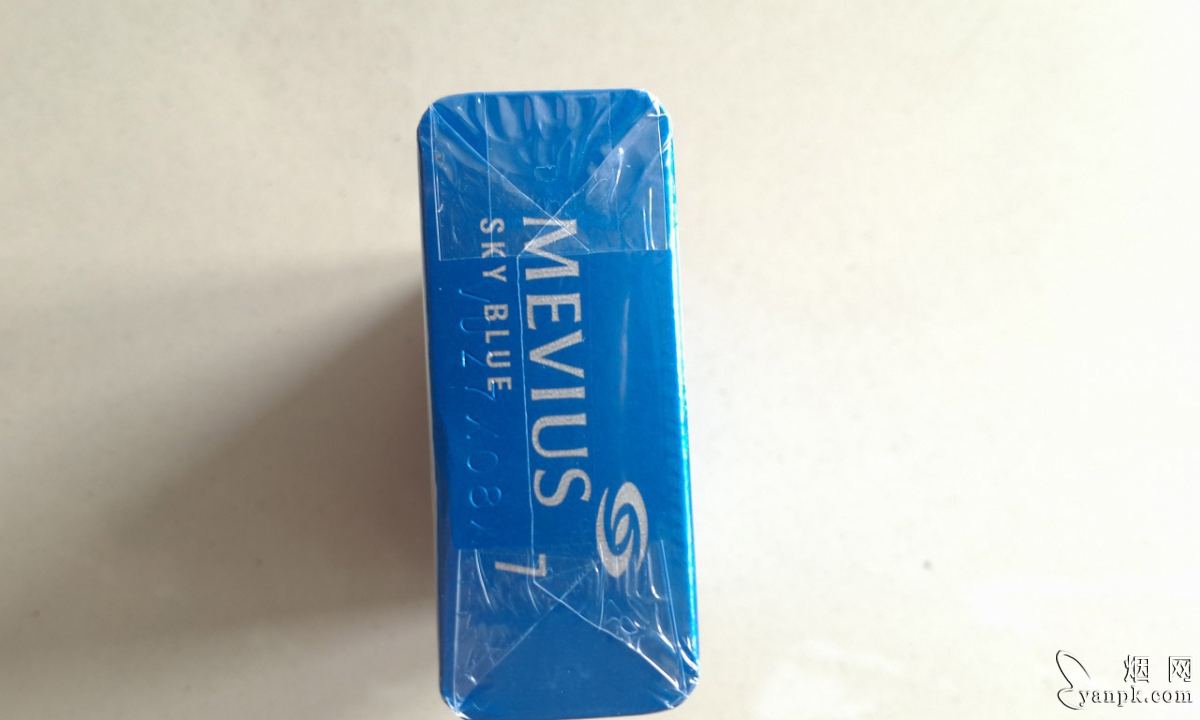 MEVIUS
SKY BLUE
7
烟网
yanpk.com